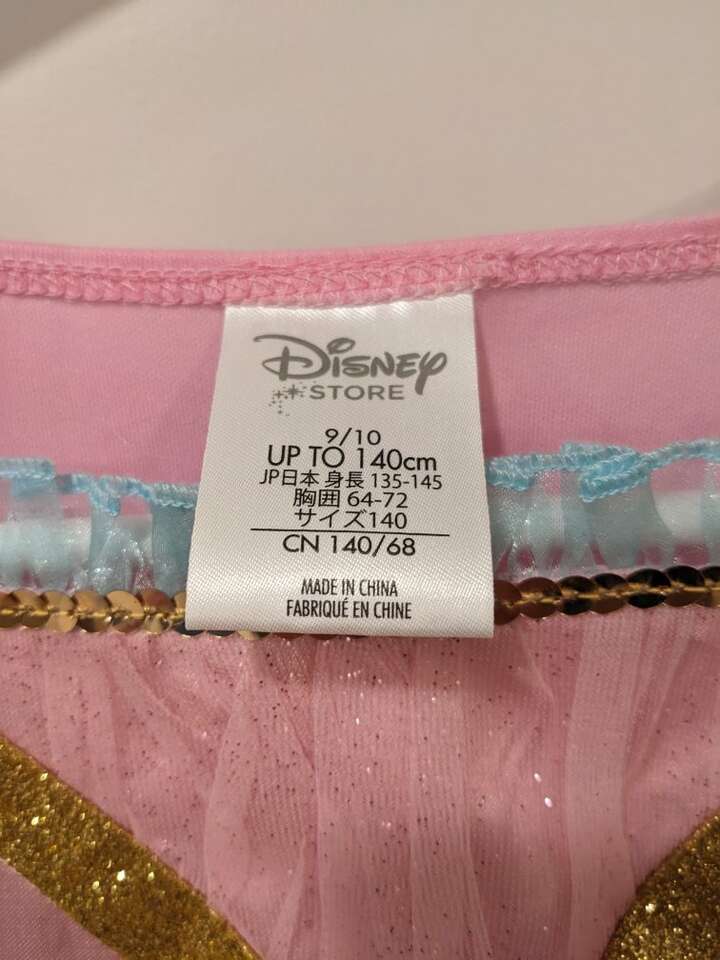 Disney
STORE
9/10
UP TO 140cm
JP日本 身長 135-145
胸囲 64-72
サイズ140
CN 140/68
MADE IN CHINA
FABRIQUÉ EN CHINE